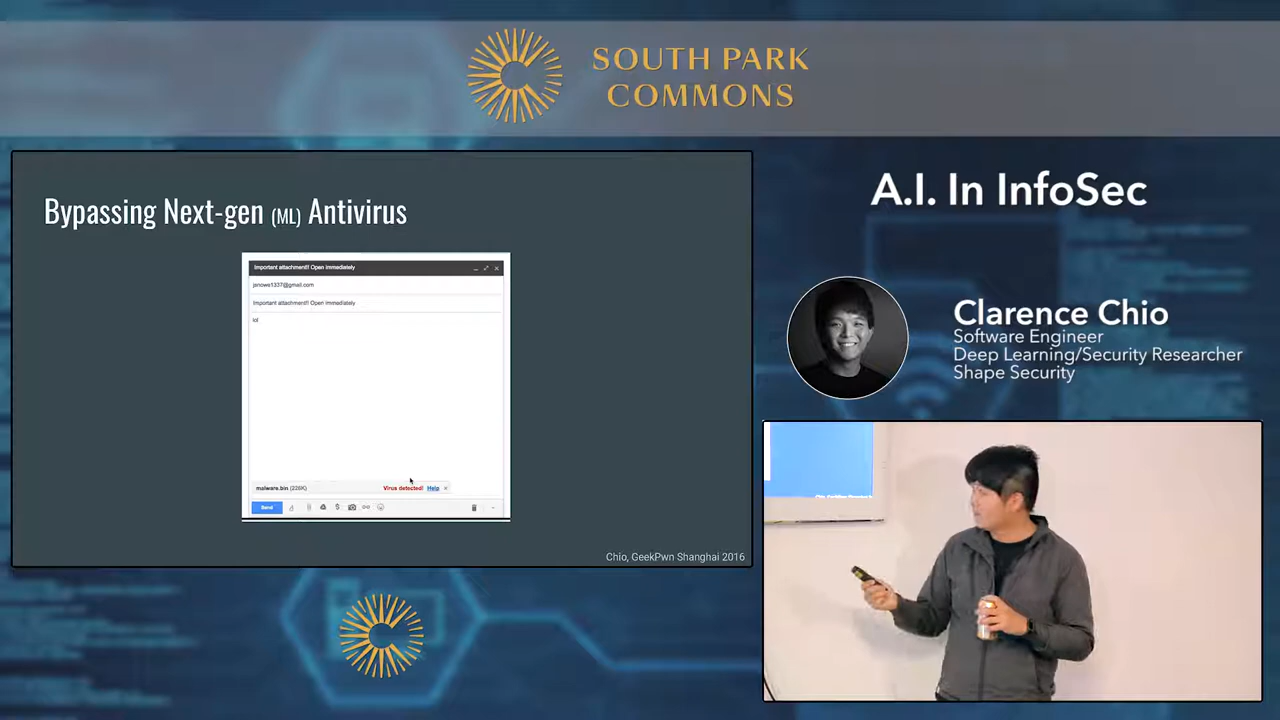 SOUTH PARK
COMMONS
Bypassing Next-gen (ML) Antivirus
Important attachment!! Open immediately
jsnowe1337@gmail.com
Important attachment!! Open immediately
lol
malware.bin (226K) Virus detected! Help
Send
Chio, GeekPwn Shanghai 2016
A.I. In InfoSec
Clarence Chio
Software Engineer
Deep Learning/Security Researcher
Shape Security